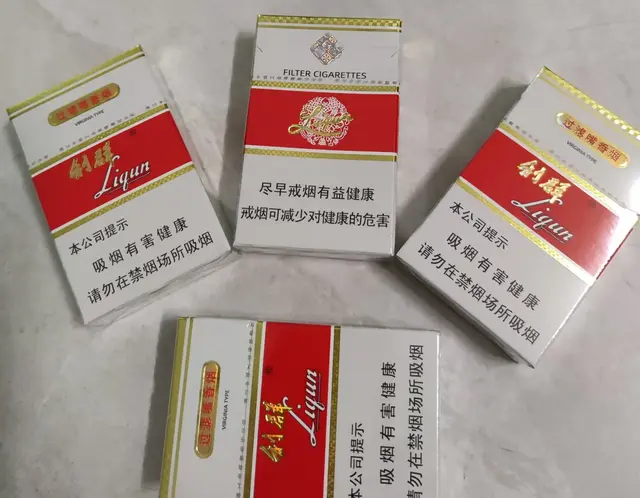 过滤嘴香烟
VIRGINIA TYPE
利群
Liqun
本公司提示
吸烟有害健康
请勿在禁烟场所吸烟
FILTER CIGARETTES
Liqun
尽早戒烟有益健康
戒烟可减少对健康的危害
过滤嘴香烟
VIRGINIA TYPE
利群
Liqun
本公司提示
吸烟有害健康
请勿在禁烟场所吸烟
过滤嘴香烟
VIRGINIA TYPE
利群
Liqun
®
本公司提示
吸烟有害健康
请勿在禁烟场所吸烟